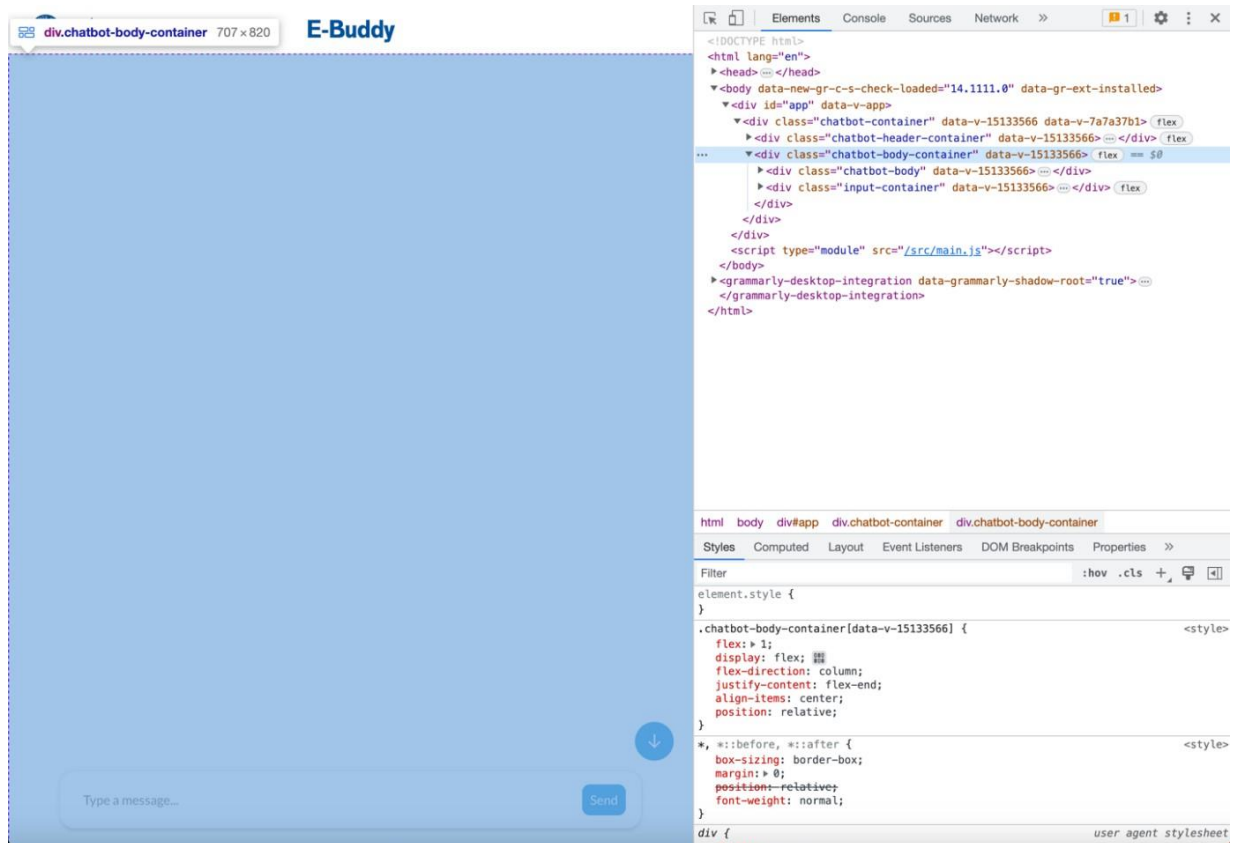 div.chatbot-body-container 707 × 820
E-Buddy
Type a message...
Send
Elements Console Sources Network » 1
<!DOCTYPE html>
<html lang="en">
<head> ··· </head>
<body data-new-gr-c-s-check-loaded="14.1111.0" data-gr-ext-installed>
<div id="app" data-v-app>
<div class="chatbot-container" data-v-15133566 data-v-7a7a37b1> flex
<div class="chatbot-header-container" data-v-15133566> ··· </div> flex
··· <div class="chatbot-body-container" data-v-15133566> flex == $0
<div class="chatbot-body" data-v-15133566> ··· </div>
<div class="input-container" data-v-15133566> ··· </div> flex
</div>
</div>
</div>
<script type="module" src="/src/main.js"></script>
</body>
<grammarly-desktop-integration data-grammarly-shadow-root="true"> ···
</grammarly-desktop-integration>
</html>
html body div#app div.chatbot-container div.chatbot-body-container
Styles Computed Layout Event Listeners DOM Breakpoints Properties »
Filter :hov .cls +
element.style {
}
.chatbot-body-container[data-v-15133566] { <style>
flex: 1;
display: flex;
flex-direction: column;
justify-content: flex-end;
align-items: center;
position: relative;
}
*, *::before, *::after { <style>
box-sizing: border-box;
margin: 0;
position: relative;
font-weight: normal;
}
div { user agent stylesheet